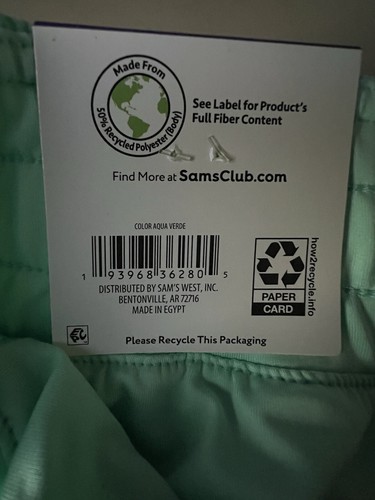 Made From
50% Recycled Polyester (Body)
See Label for Product's
Full Fiber Content
Find More at SamsClub.com
COLOR AQUA VERDE
1 93968 36280 5
DISTRIBUTED BY SAM'S WEST, INC.
BENTONVILLE, AR 72716
MADE IN EGYPT
PAPER
CARD
how2recycle.info
Please Recycle This Packaging